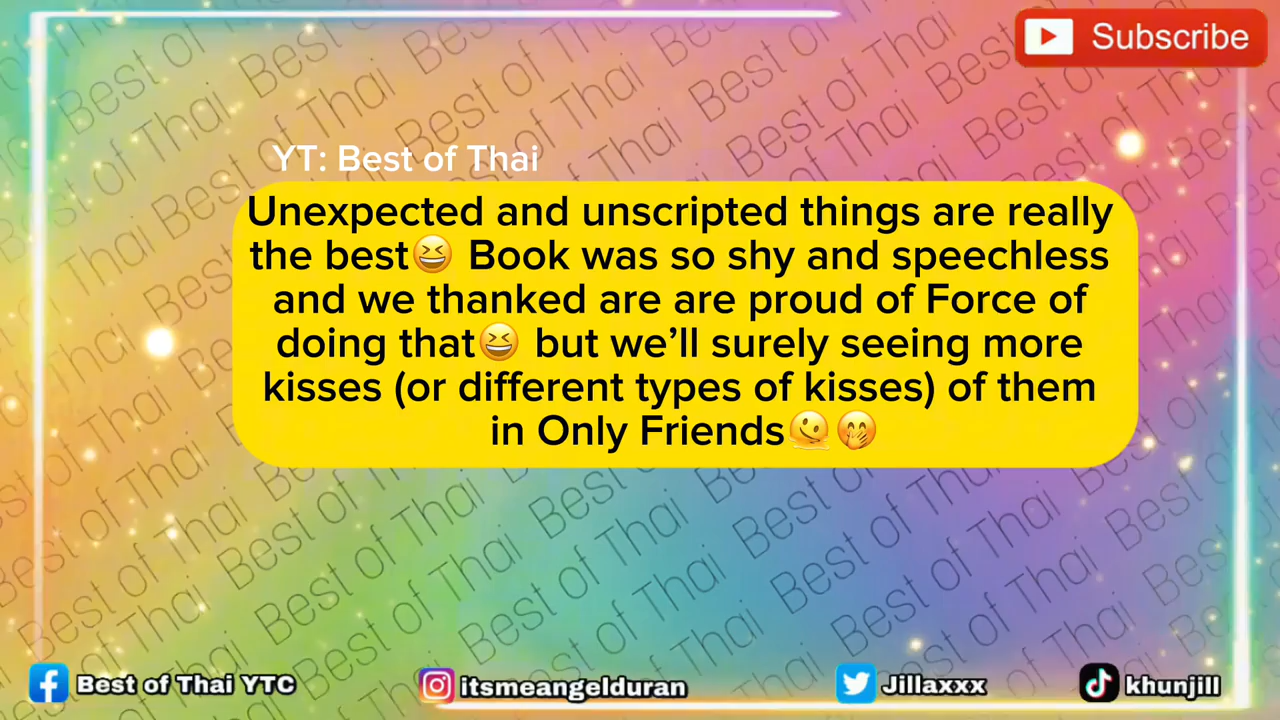 Subscribe
YT: Best of Thai
Unexpected and unscripted things are really
the best😆 Book was so shy and speechless
and we thanked are are proud of Force of
doing that😆 but we’ll surely seeing more
kisses (or different types of kisses) of them
in Only Friends🫠🤭
Best of Thai YTC
itsmeangelduran
Jillaxxx
khunjill